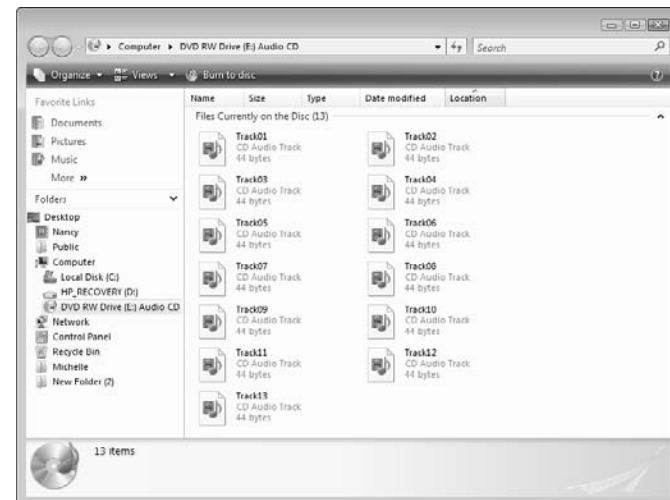 Computer ▸ DVD RW Drive (E:) Audio CD
Search
Organize Views Burn to disc
Favorite Links
Documents
Pictures
Music
More »
Folders
Desktop
Nancy
Public
Computer
Local Disk (C:)
HP_RECOVERY (D:)
DVD RW Drive (E:) Audio CD
Network
Control Panel
Recycle Bin
Michelle
New Folder (2)
Name Size Type Date modified Location
Files Currently on the Disc (13)
Track01
CD Audio Track
44 bytes
Track02
CD Audio Track
44 bytes
Track03
CD Audio Track
44 bytes
Track04
CD Audio Track
44 bytes
Track05
CD Audio Track
44 bytes
Track06
CD Audio Track
44 bytes
Track07
CD Audio Track
44 bytes
Track08
CD Audio Track
44 bytes
Track09
CD Audio Track
44 bytes
Track10
CD Audio Track
44 bytes
Track11
CD Audio Track
44 bytes
Track12
CD Audio Track
44 bytes
Track13
CD Audio Track
44 bytes
13 items